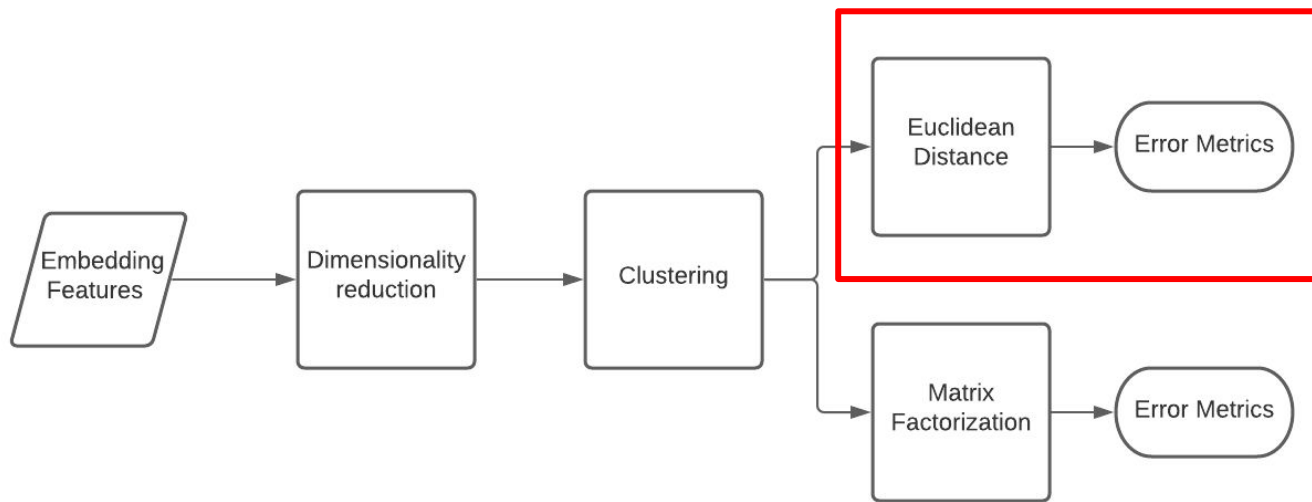 Embedding
Features
Dimensionality
reduction
Clustering
Euclidean
Distance
Error Metrics
Matrix
Factorization
Error Metrics